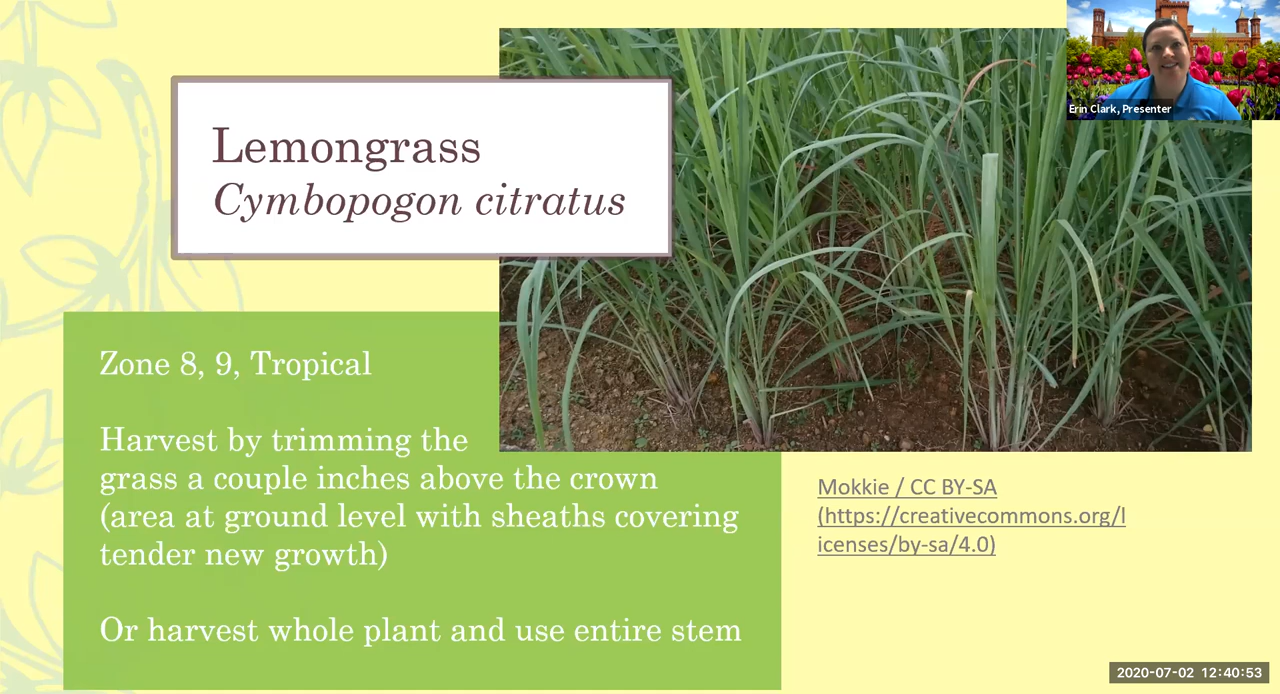 Lemongrass
Cymbopogon citratus
Erin Clark, Presenter
Zone 8, 9, Tropical
Harvest by trimming the
grass a couple inches above the crown
(area at ground level with sheaths covering
tender new growth)
Or harvest whole plant and use entire stem
Mokkie / CC BY-SA
(https://creativecommons.org/l
icenses/by-sa/4.0)
2020-07-02 12:40:53